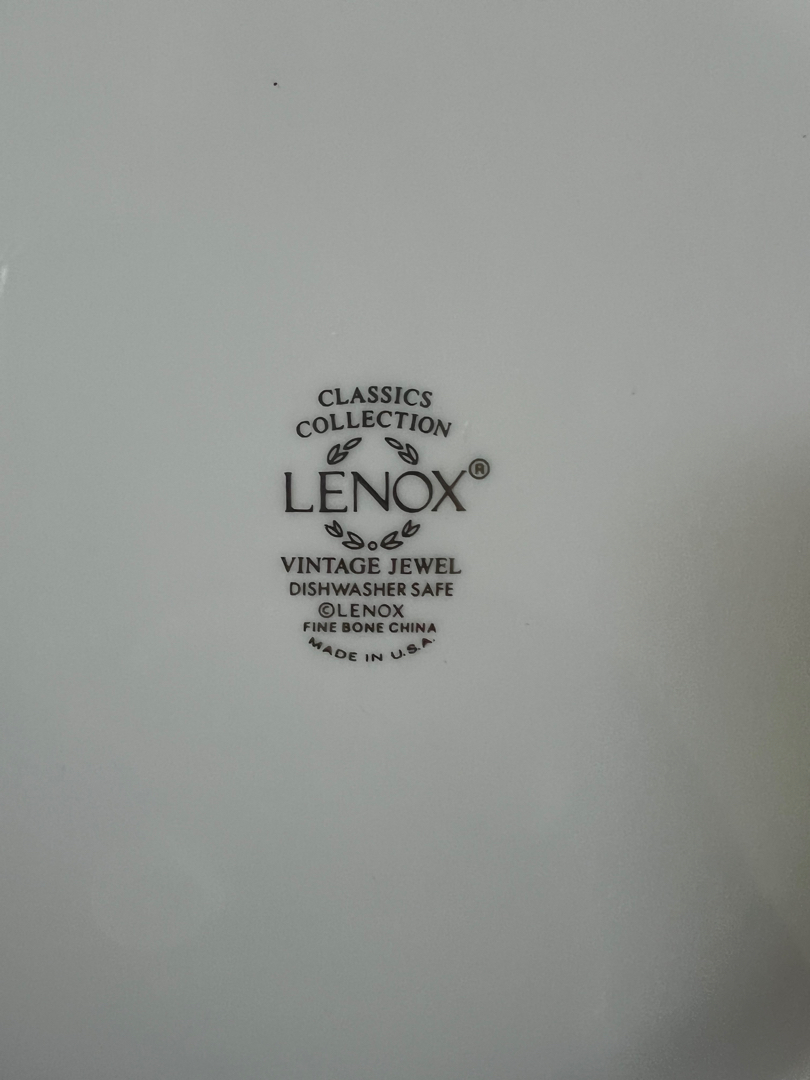 CLASSICS
COLLECTION
LENOX®
VINTAGE JEWEL
DISHWASHER SAFE
©LENOX
FINE BONE CHINA
MADE IN U.S.A.